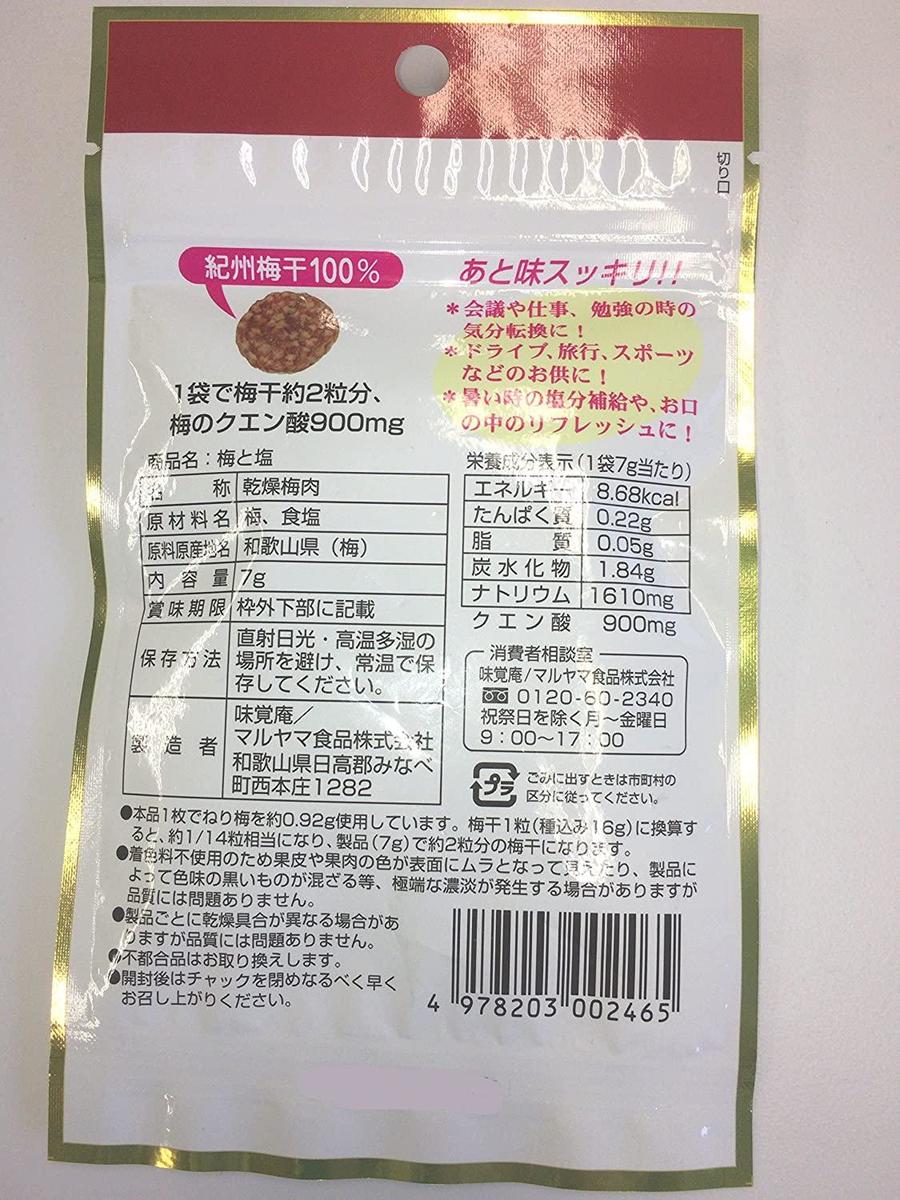 切り口
紀州梅干100%
あと味スッキリ!!
*会議や仕事、勉強の時の
気分転換に!
*ドライブ、旅行、スポーツ
などのお供に!
*暑い時の塩分補給や、お口
の中のリフレッシュに!
1袋で梅干約2粒分、
梅のクエン酸900mg
商品名:梅と塩
名称 乾燥梅肉
原材料名 梅、食塩
原料原産地名 和歌山県(梅)
内容量 7g
賞味期限 枠外下部に記載
保存方法 直射日光・高温多湿の
場所を避け、常温で保
存してください。
製造者 味覚庵/
マルヤマ食品株式会社
和歌山県日高郡みなべ
町西本庄1282
栄養成分表示(1袋7g当たり)
エネルギー 8.68kcal
たんぱく質 0.22g
脂質 0.05g
炭水化物 1.84g
ナトリウム 1610mg
クエン酸 900mg
消費者相談室
味覚庵/マルヤマ食品株式会社
0120-60-2340
祝祭日を除く月〜金曜日
9:00〜17:00
プラ
ごみに出すときは市町村の
区分に従ってください。
●本品1枚でねり梅を約0.92g使用しています。梅干1粒(種込み16g)に換算す
ると、約1/14粒相当になり、製品(7g)で約2粒分の梅干になります。
●着色料不使用のため果皮や果肉の色が表面にムラとなって見えたり、製品に
よって色味の黒いものが混ざる等、極端な濃淡が発生する場合がありますが
品質には問題ありません。
●製品ごとに乾燥具合が異なる場合があ
りますが品質には問題ありません。
●不都合品はお取り換えします。
●開封後はチャックを閉めなるべく早く
お召し上がりください。
4 978203 002465